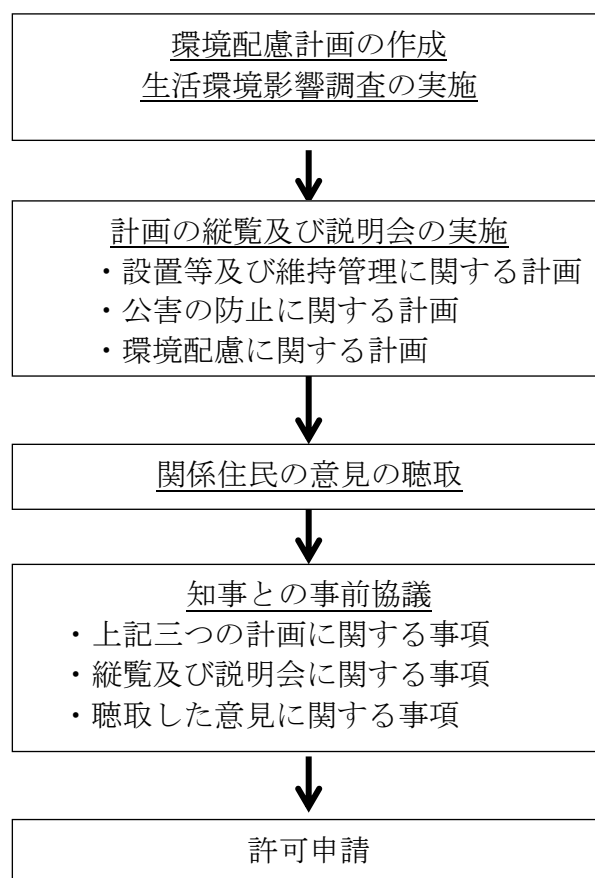 環境配慮計画の作成
生活環境影響調査の実施
計画の縦覧及び説明会の実施
・設置等及び維持管理に関する計画
・公害の防止に関する計画
・環境配慮に関する計画
関係住民の意見の聴取
知事との事前協議
・上記三つの計画に関する事項
・縦覧及び説明会に関する事項
・聴取した意見に関する事項
許可申請